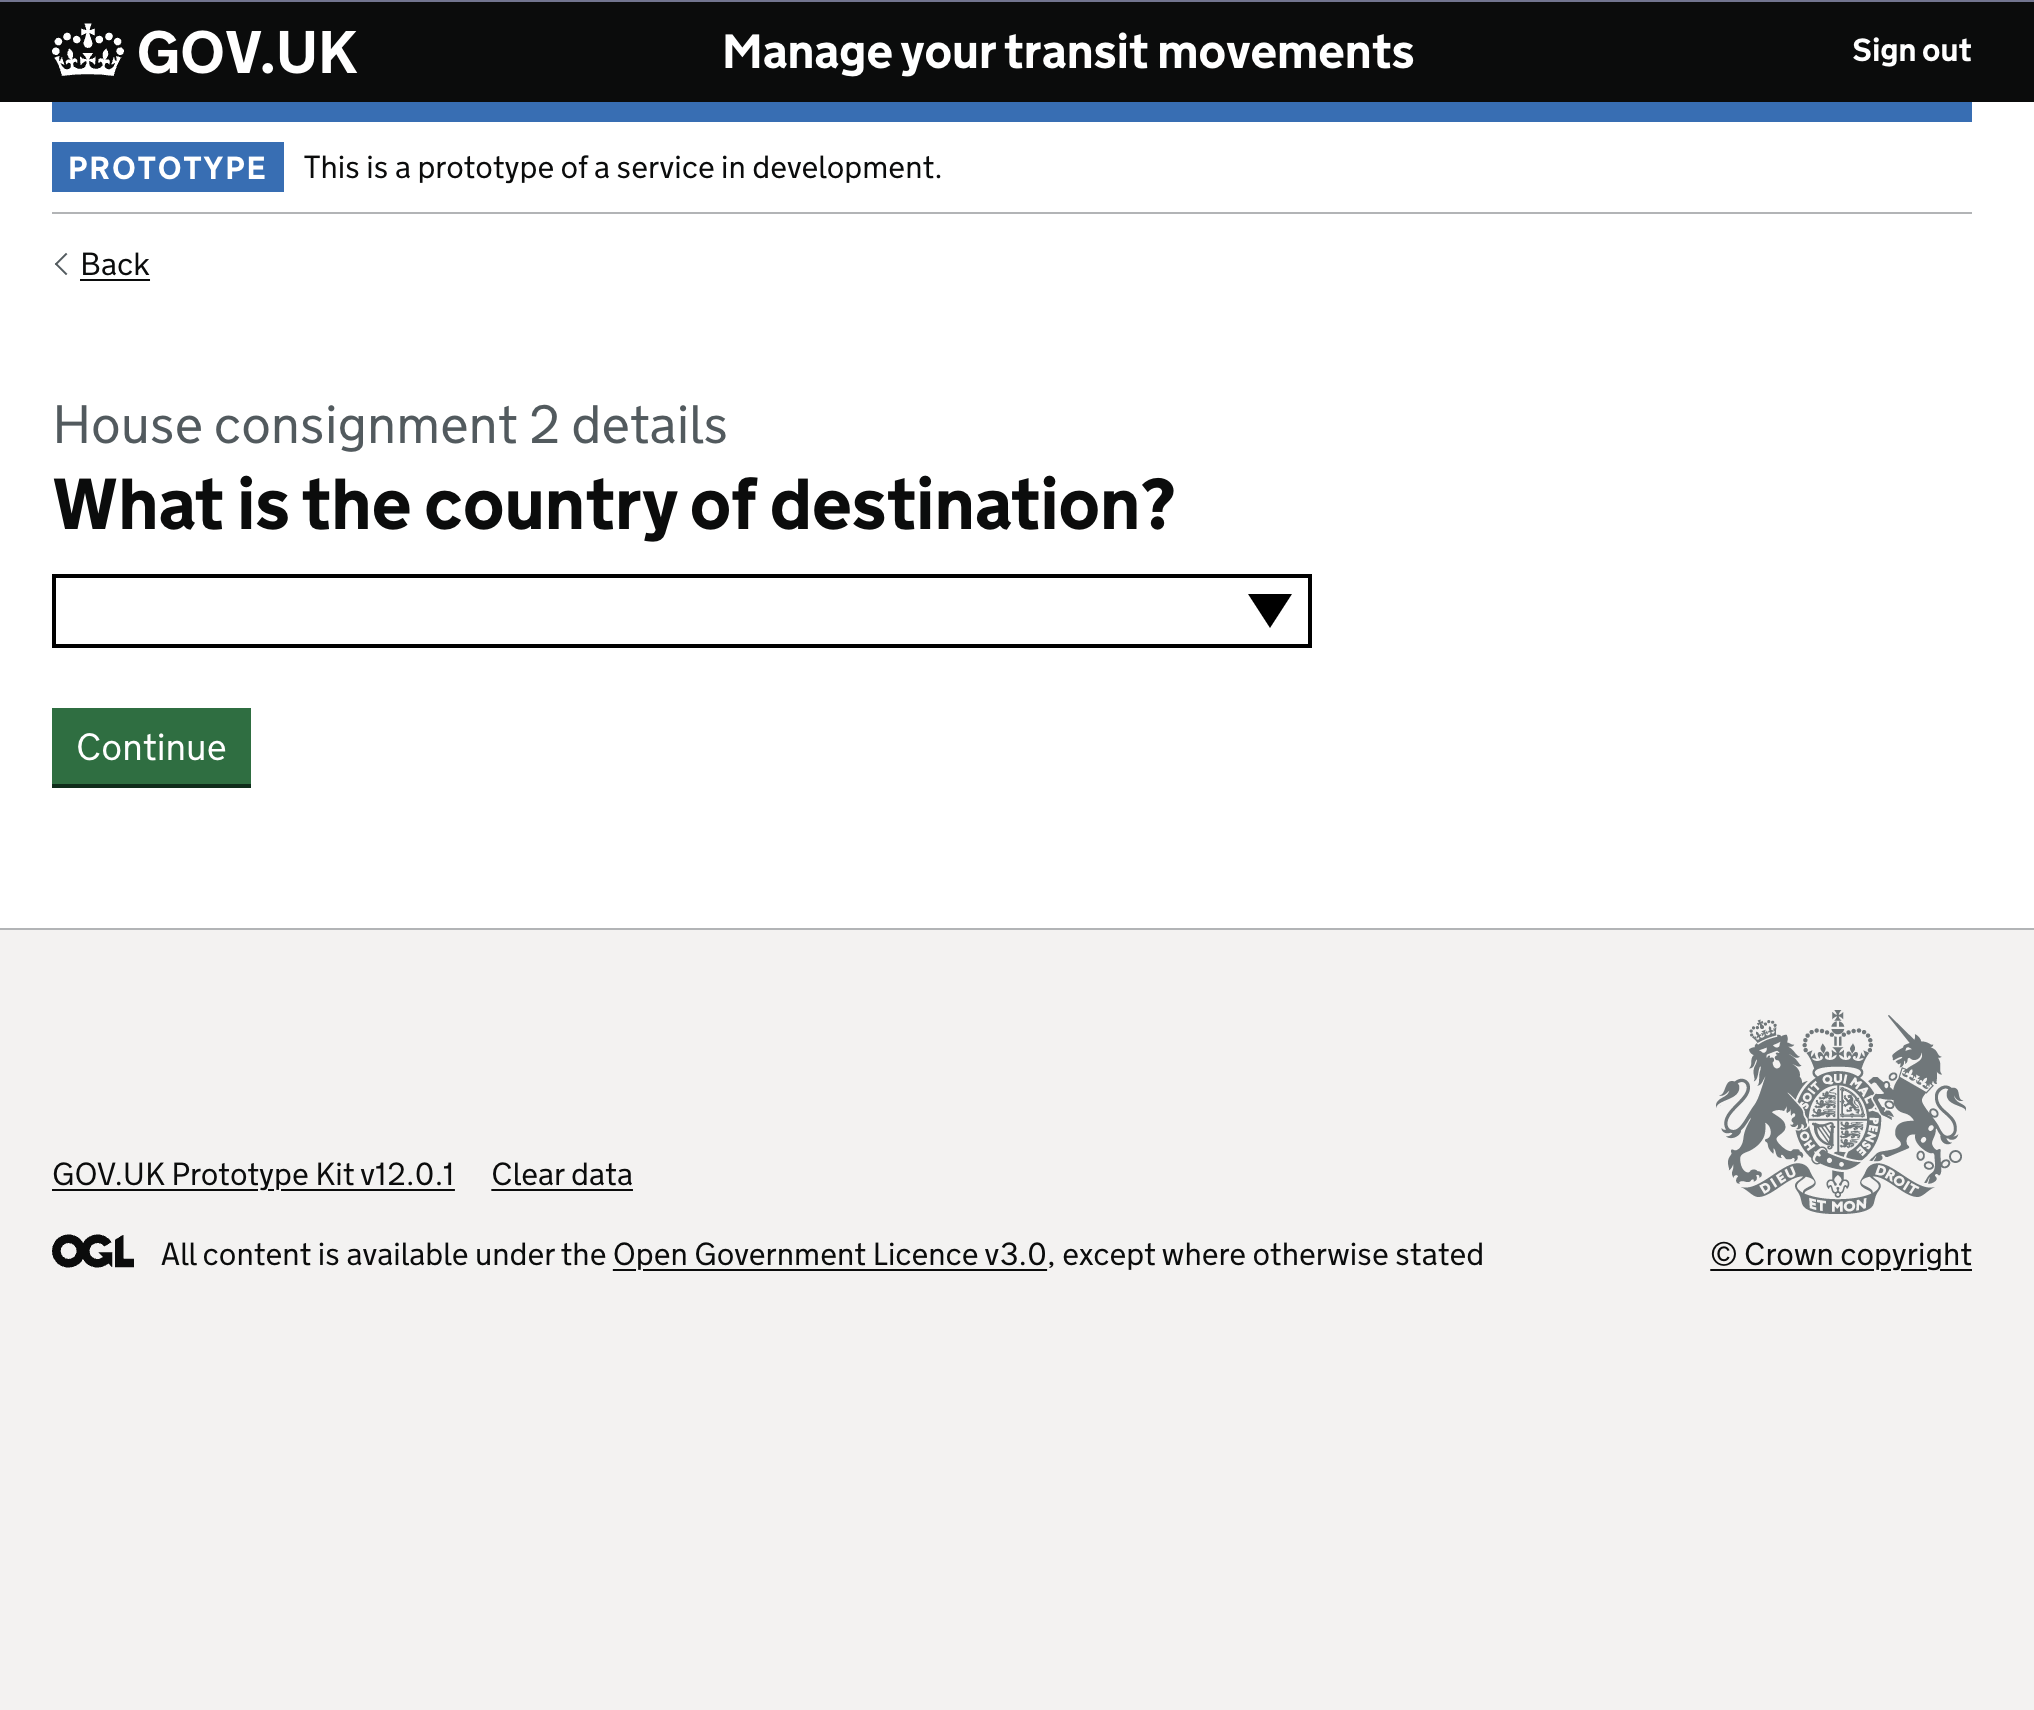 GOV.UK
Manage your transit movements
Sign out
PROTOTYPE This is a prototype of a service in development.
Back
House consignment 2 details
What is the country of destination?
Continue
GOV.UK Prototype Kit v12.0.1 Clear data
OGL All content is available under the Open Government Licence v3.0, except where otherwise stated
SOIT QUI MAL Y PENSE
HO
DIEU ET MON DROIT
© Crown copyright